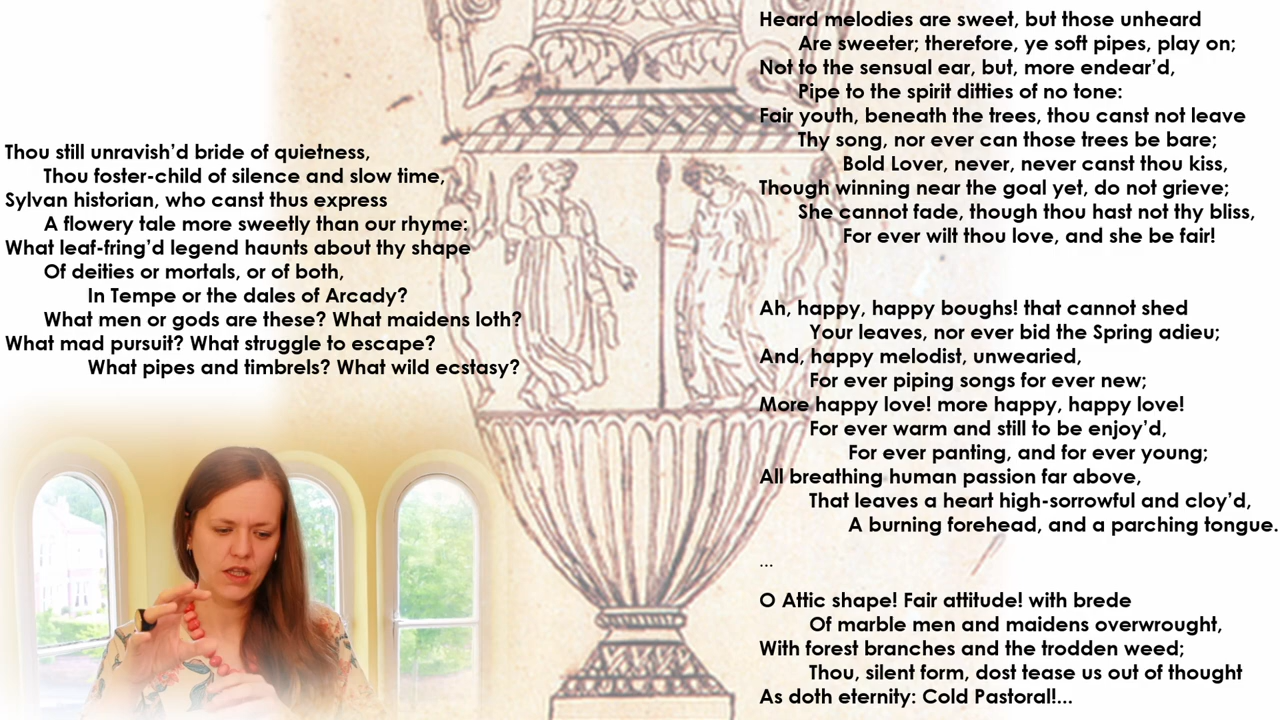 Thou still unravish'd bride of quietness,
Thou foster-child of silence and slow time,
Sylvan historian, who canst thus express
A flowery tale more sweetly than our rhyme:
What leaf-fring'd legend haunts about thy shape
Of deities or mortals, or of both,
In Tempe or the dales of Arcady?
What men or gods are these? What maidens loth?
What mad pursuit? What struggle to escape?
What pipes and timbrels? What wild ecstasy?
Heard melodies are sweet, but those unheard
Are sweeter; therefore, ye soft pipes, play on;
Not to the sensual ear, but, more endear'd,
Pipe to the spirit ditties of no tone:
Fair youth, beneath the trees, thou canst not leave
Thy song, nor ever can those trees be bare;
Bold Lover, never, never canst thou kiss,
Though winning near the goal yet, do not grieve;
She cannot fade, though thou hast not thy bliss,
For ever wilt thou love, and she be fair!
Ah, happy, happy boughs! that cannot shed
Your leaves, nor ever bid the Spring adieu;
And, happy melodist, unwearied,
For ever piping songs for ever new;
More happy love! more happy, happy love!
For ever warm and still to be enjoy'd,
For ever panting, and for ever young;
All breathing human passion far above,
That leaves a heart high-sorrowful and cloy'd,
A burning forehead, and a parching tongue.
...
O Attic shape! Fair attitude! with brede
Of marble men and maidens overwrought,
With forest branches and the trodden weed;
Thou, silent form, dost tease us out of thought
As doth eternity: Cold Pastoral!...